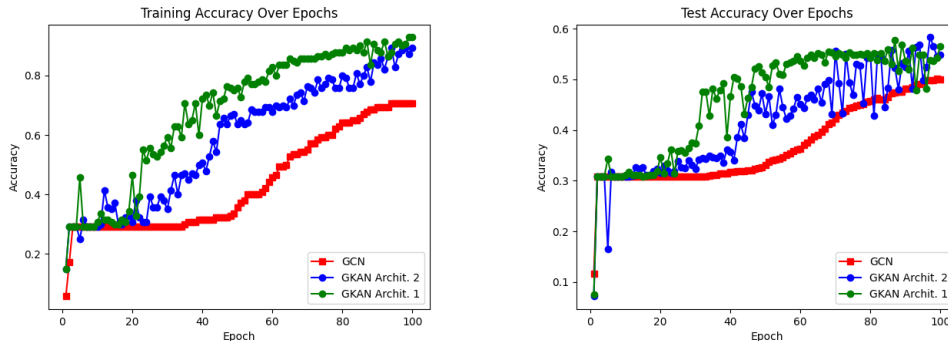 Training Accuracy Over Epochs
Accuracy
0.8
0.6
0.4
0.2
0 20 40 60 80 100
Epoch
GCN
GKAN Archit. 2
GKAN Archit. 1
Test Accuracy Over Epochs
Accuracy
0.6
0.5
0.4
0.3
0.2
0.1
0 20 40 60 80 100
Epoch
GCN
GKAN Archit. 2
GKAN Archit. 1